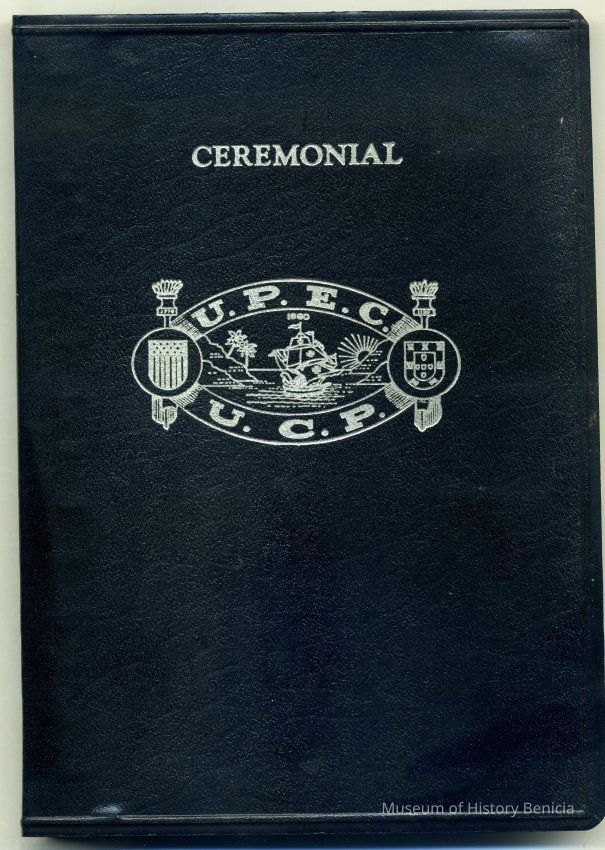 CEREMONIAL
U. P. E. C.
1880
U. C. P.
Museum of History Benicia